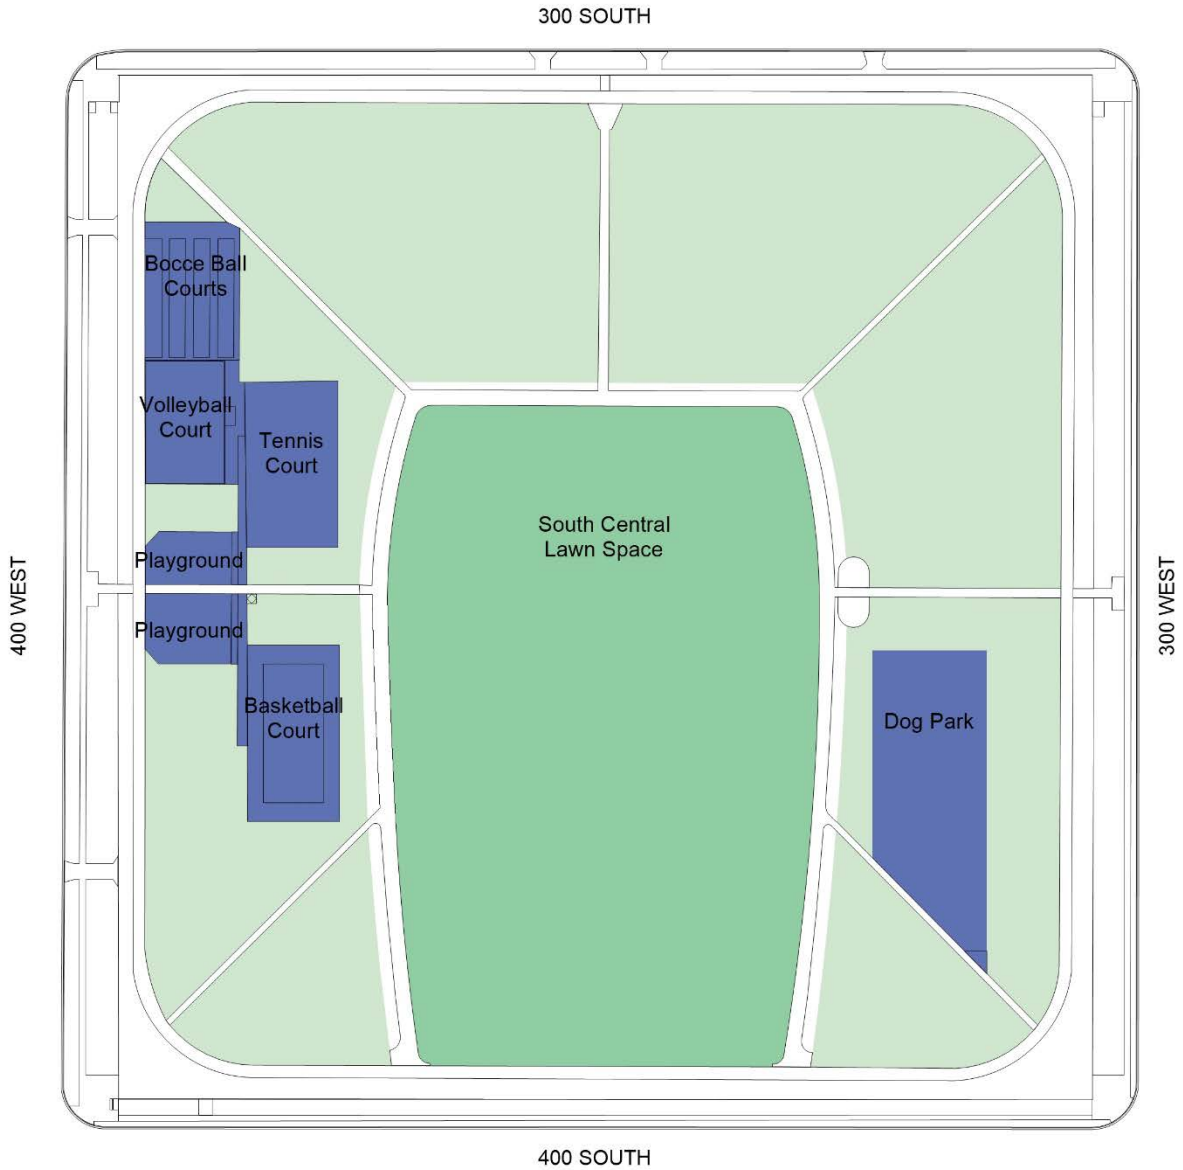 300 SOUTH
Bocce Ball
Courts
Volleyball
Court
Tennis
Court
South Central
Lawn Space
Playground
400 WEST
300 WEST
Playground
Basketball
Court
Dog Park
400 SOUTH